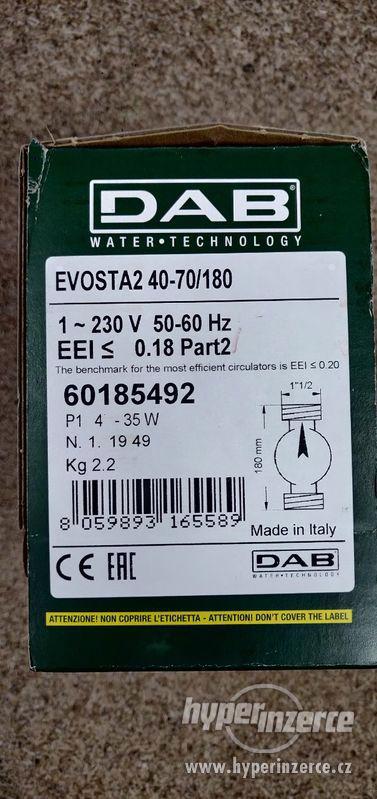 DAB
WATER•TECHNOLOGY
EVOSTA2 40-70/180
1 ~ 230 V 50-60 Hz
EEI ≤ 0.18 Part2
The benchmark for the most efficient circulators is EEI ≤ 0.20
60185492
1"1/2
P1 4 - 35 W
N. 1. 19 49
180 mm
Kg 2.2
8 059893 165589
Made in Italy
CE EAC
DAB
WATER•TECHNOLOGY
ATTENZIONE! NON COPRIRE L'ETICHETTA - ATTENTION! DON'T COVER THE LABEL
hyperinzerce
www.hyperinzerce.cz